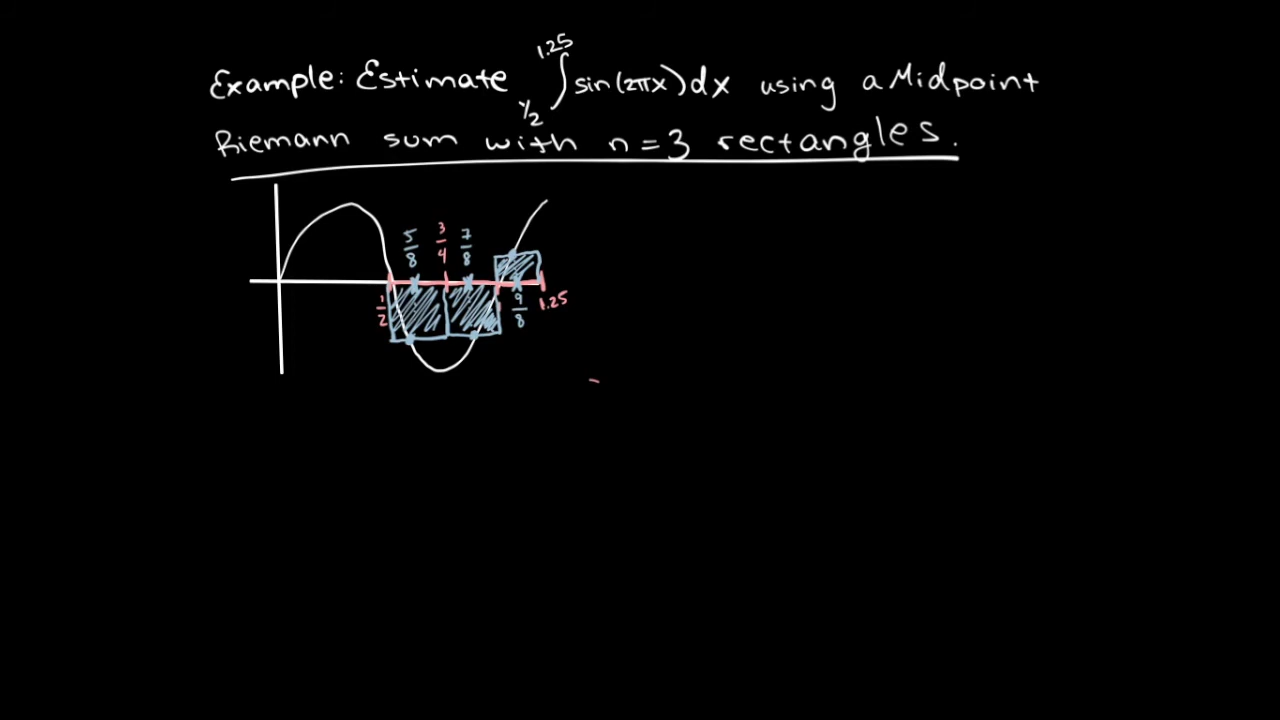 Example: Estimate ∫_{1/2}^{1.25} sin(2πx)dx using a Midpoint
Riemann sum with n=3 rectangles.
5/8 3/4 7/8
1/2 9/8 1.25